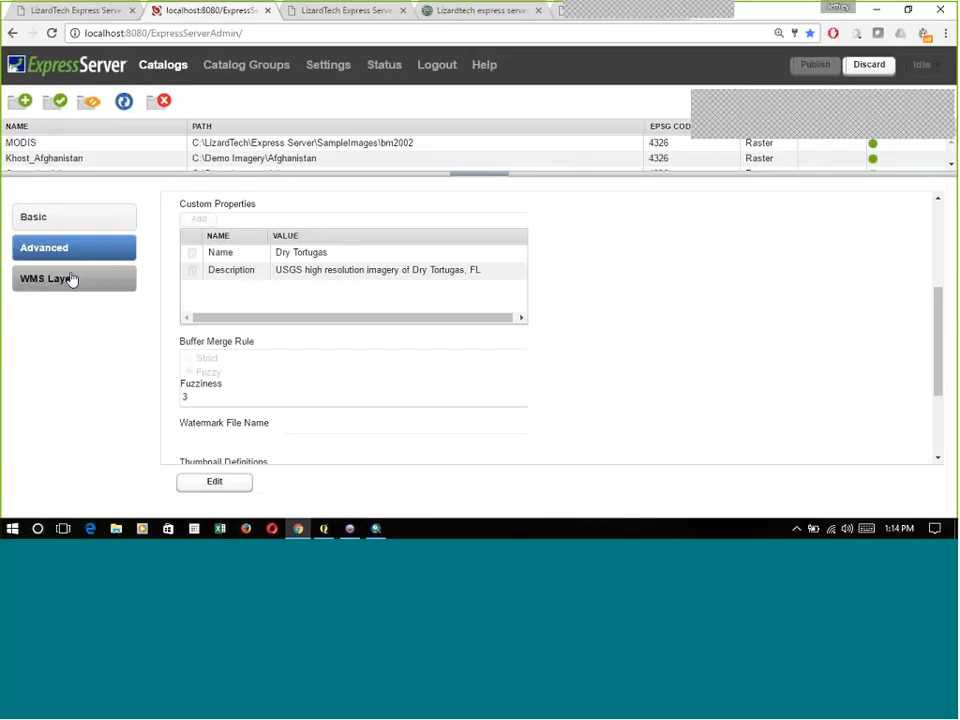 LizardTech Express Serve
localhost:8080/ExpressSe
LizardTech Express Serve
Lizardtech express serve
Jeffrey
localhost:8080/ExpressServerAdmin/
ExpressServer Catalogs Catalog Groups Settings Status Logout Help Publish Discard Idle
NAME PATH EPSG COD
MODIS C:\LizardTech\Express Server\SampleImages\bm2002 4326 Raster
Khost_Afghanistan C:\Demo Imagery\Afghanistan 4326 Raster
Basic
Advanced
WMS Laye
Custom Properties
Add
NAME VALUE
Name Dry Tortugas
Description USGS high resolution imagery of Dry Tortugas, FL
Buffer Merge Rule
Strict
Fuzzy
Fuzziness
3
Watermark File Name
Thumbnail Definitions
Edit
1:14 PM